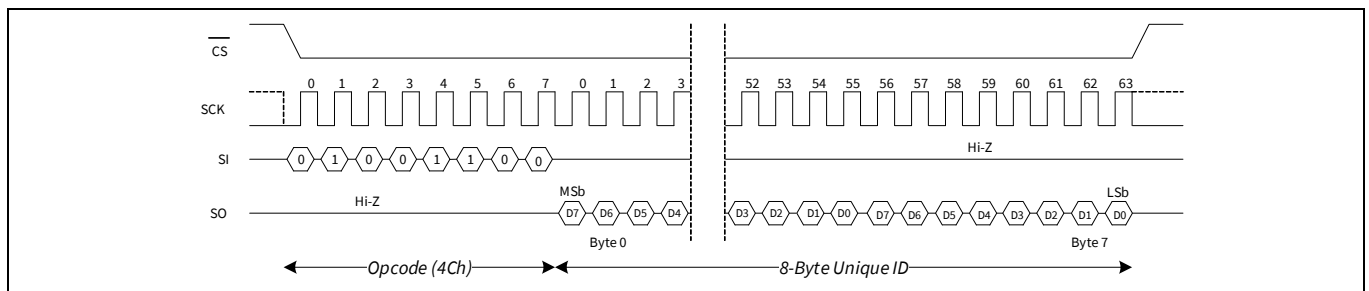 CS
0 1 2 3 4 5 6 7 0 1 2 3 52 53 54 55 56 57 58 59 60 61 62 63
SCK
Hi-Z
SI 0 1 0 0 1 1 0 0
MSb LSb
Hi-Z
SO D7 D6 D5 D4 D3 D2 D1 D0 D7 D6 D5 D4 D3 D2 D1 D0
Byte 0 Byte 7
Opcode (4Ch) 8-Byte Unique ID